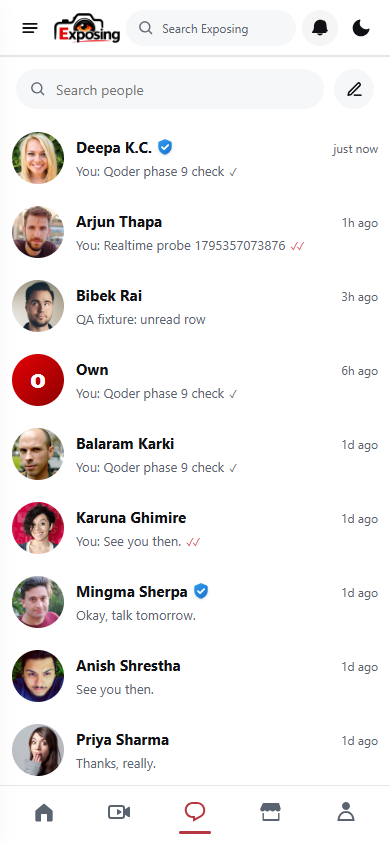 Exposing
Search Exposing
Search people
Deepa K.C.
just now
You: Qoder phase 9 check ✓
Arjun Thapa
1h ago
You: Realtime probe 1795357073876 ✓✓
Bibek Rai
3h ago
QA fixture: unread row
O
Own
6h ago
You: Qoder phase 9 check ✓
Balaram Karki
1d ago
You: Qoder phase 9 check ✓
Karuna Ghimire
1d ago
You: See you then. ✓✓
Mingma Sherpa
1d ago
Okay, talk tomorrow.
Anish Shrestha
1d ago
See you then.
Priya Sharma
1d ago
Thanks, really.